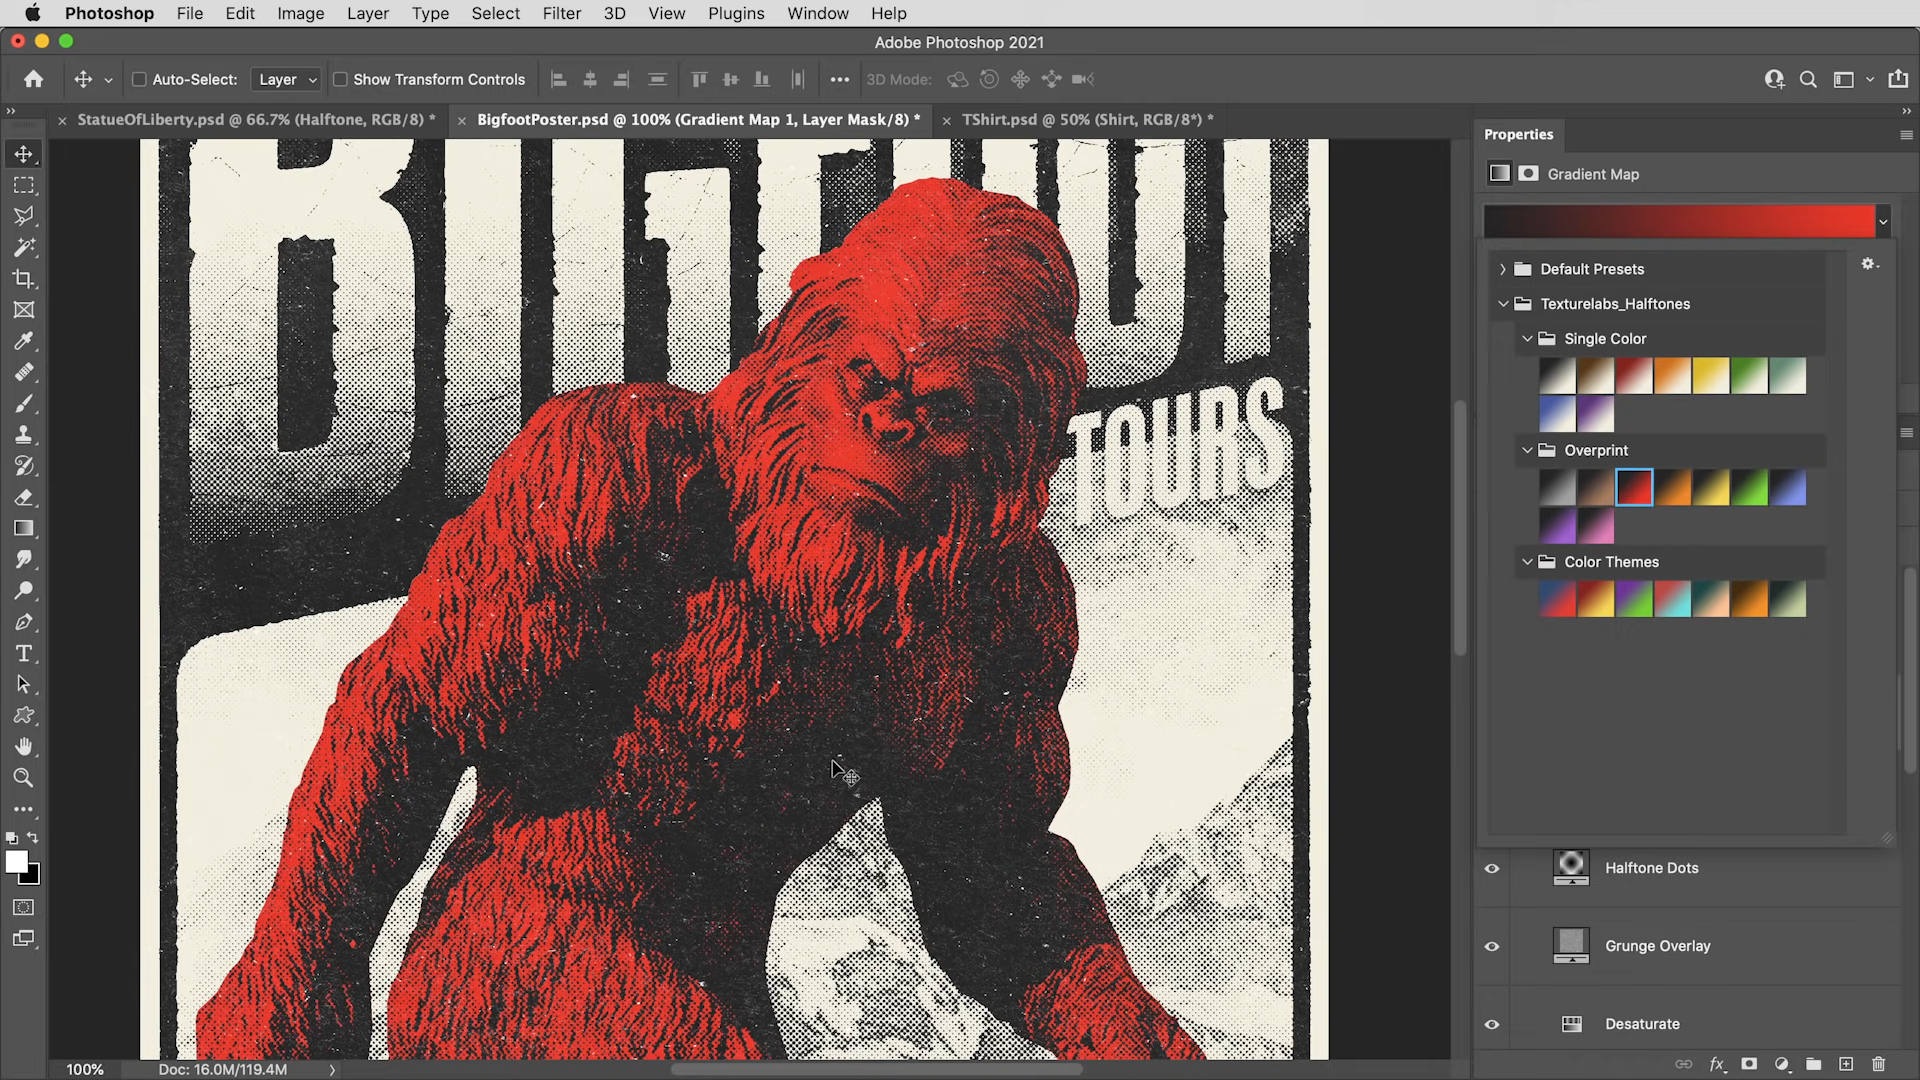 Photoshop File Edit Image Layer Type Select Filter 3D View Plugins Window Help
Adobe Photoshop 2021
Auto-Select: Layer Show Transform Controls 3D Mode:
StatueOfLiberty.psd @ 66.7% (Halftone, RGB/8) *
BigfootPoster.psd @ 100% (Gradient Map 1, Layer Mask/8) *
TShirt.psd @ 50% (Shirt, RGB/8*) *
TOURS
Properties
Gradient Map
Default Presets
Texturelabs_Halftones
Single Color
Overprint
Color Themes
Halftone Dots
Grunge Overlay
Desaturate
100% Doc: 16.0M/119.4M